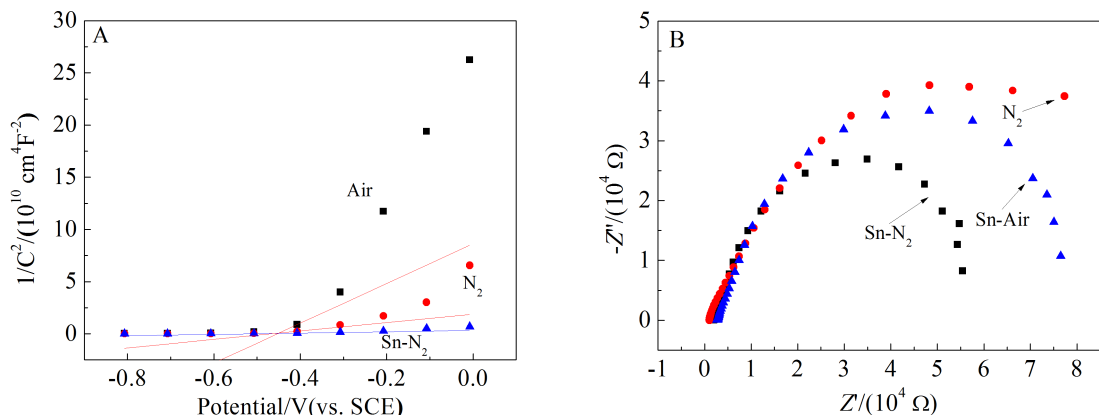 A
30
25
20
15
10
5
0
1/C²/(10¹⁰ cm⁴F⁻²)
Air
N₂
Sn-N₂
-0.8 -0.6 -0.4 -0.2 0.0
Potential/V(vs. SCE)
B
5
4
3
2
1
0
-1
-Z''/(10⁴ Ω)
N₂
Sn-Air
Sn-N₂
-1 0 1 2 3 4 5 6 7 8
Z'/(10⁴ Ω)